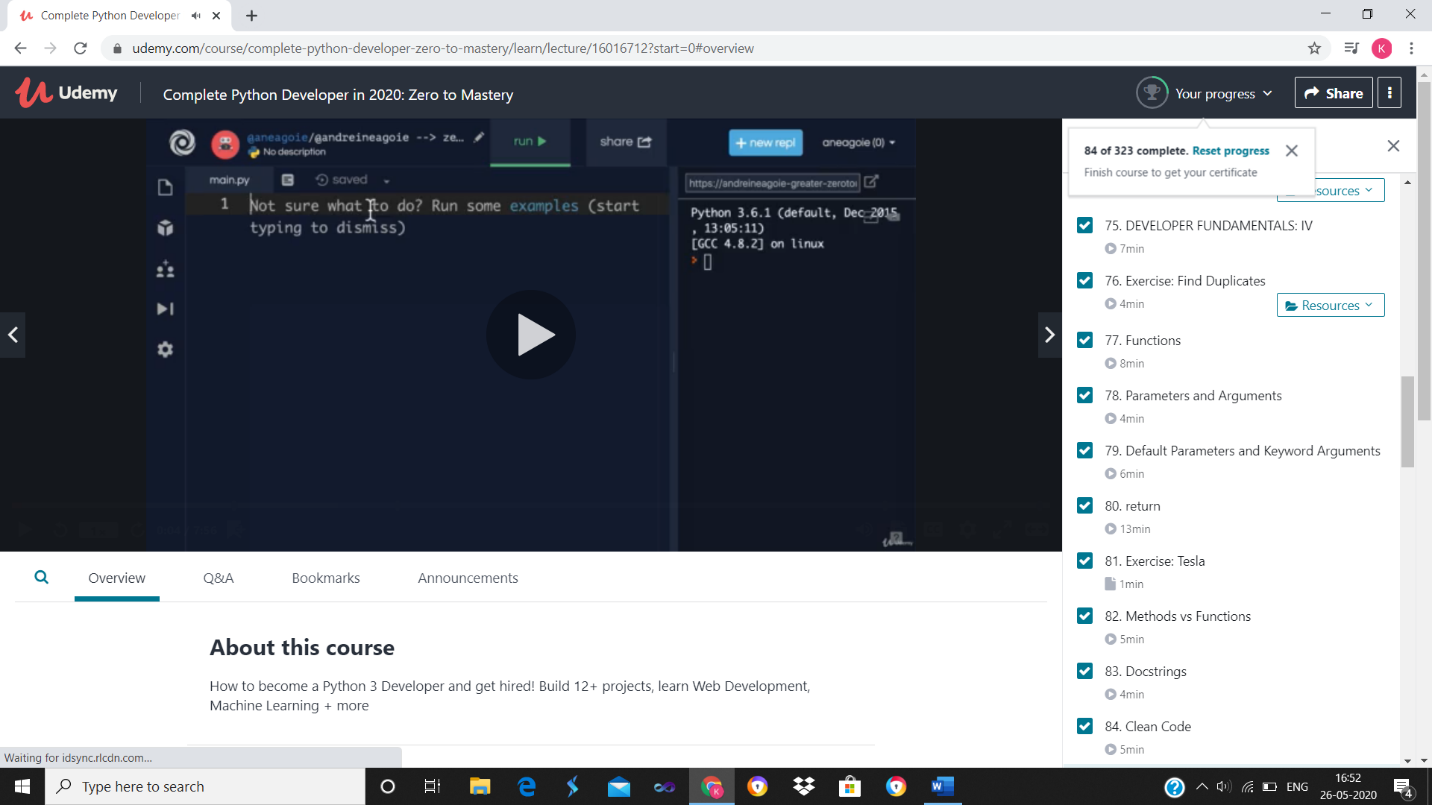 Complete Python Developer
udemy.com/course/complete-python-developer-zero-to-mastery/learn/lecture/16016712?start=0#overview
K
Udemy
Complete Python Developer in 2020: Zero to Mastery
Your progress
Share
84 of 323 complete. Reset progress
Finish course to get your certificate
@aneagoie/@andreineagoie --> ze...
No description
run
share
+ new repl
aneagoie (0)
main.py
saved
https://andreineagoie-greater-zerotoi
1 Not sure what to do? Run some examples (start
typing to dismiss)
Python 3.6.1 (default, Dec 2015
, 13:05:11)
[GCC 4.8.2] on linux
75. DEVELOPER FUNDAMENTALS: IV
7min
76. Exercise: Find Duplicates
4min
Resources
77. Functions
8min
78. Parameters and Arguments
4min
79. Default Parameters and Keyword Arguments
6min
80. return
13min
81. Exercise: Tesla
1min
82. Methods vs Functions
5min
83. Docstrings
4min
84. Clean Code
5min
Overview
Q&A
Bookmarks
Announcements
About this course
How to become a Python 3 Developer and get hired! Build 12+ projects, learn Web Development,
Machine Learning + more
Waiting for idsync.rlcdn.com...
Type here to search
ENG
16:52
26-05-2020
4